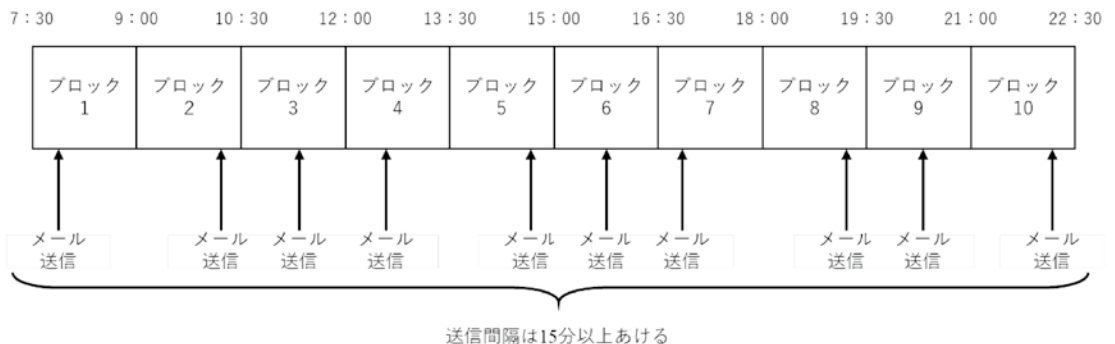 7：30 9：00 10：30 12：00 13：30 15：00 16：30 18：00 19：30 21：00 22：30
ブロック ブロック ブロック ブロック ブロック ブロック ブロック ブロック ブロック ブロック
1 2 3 4 5 6 7 8 9 10
メール メール メール メール メール メール メール メール メール メール
送信 送信 送信 送信 送信 送信 送信 送信 送信 送信
送信間隔は15分以上あける